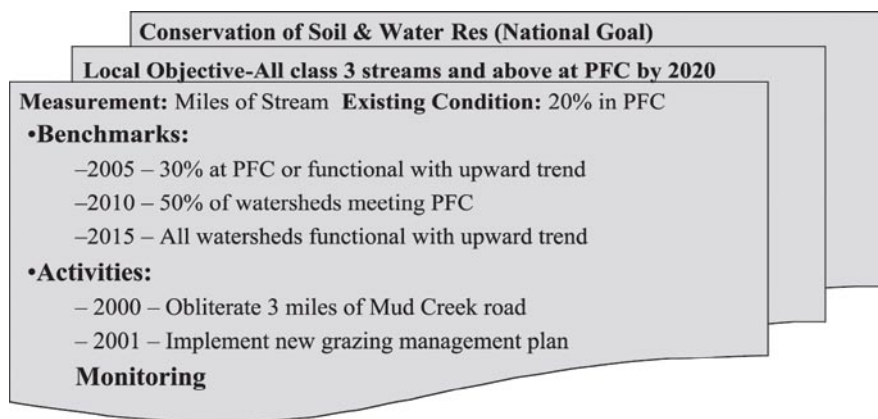 Conservation of Soil & Water Res (National Goal)
Local Objective-All class 3 streams and above at PFC by 2020
Measurement: Miles of Stream Existing Condition: 20% in PFC
•Benchmarks:
–2005 – 30% at PFC or functional with upward trend
–2010 – 50% of watersheds meeting PFC
–2015 – All watersheds functional with upward trend
•Activities:
– 2000 – Obliterate 3 miles of Mud Creek road
– 2001 – Implement new grazing management plan
Monitoring